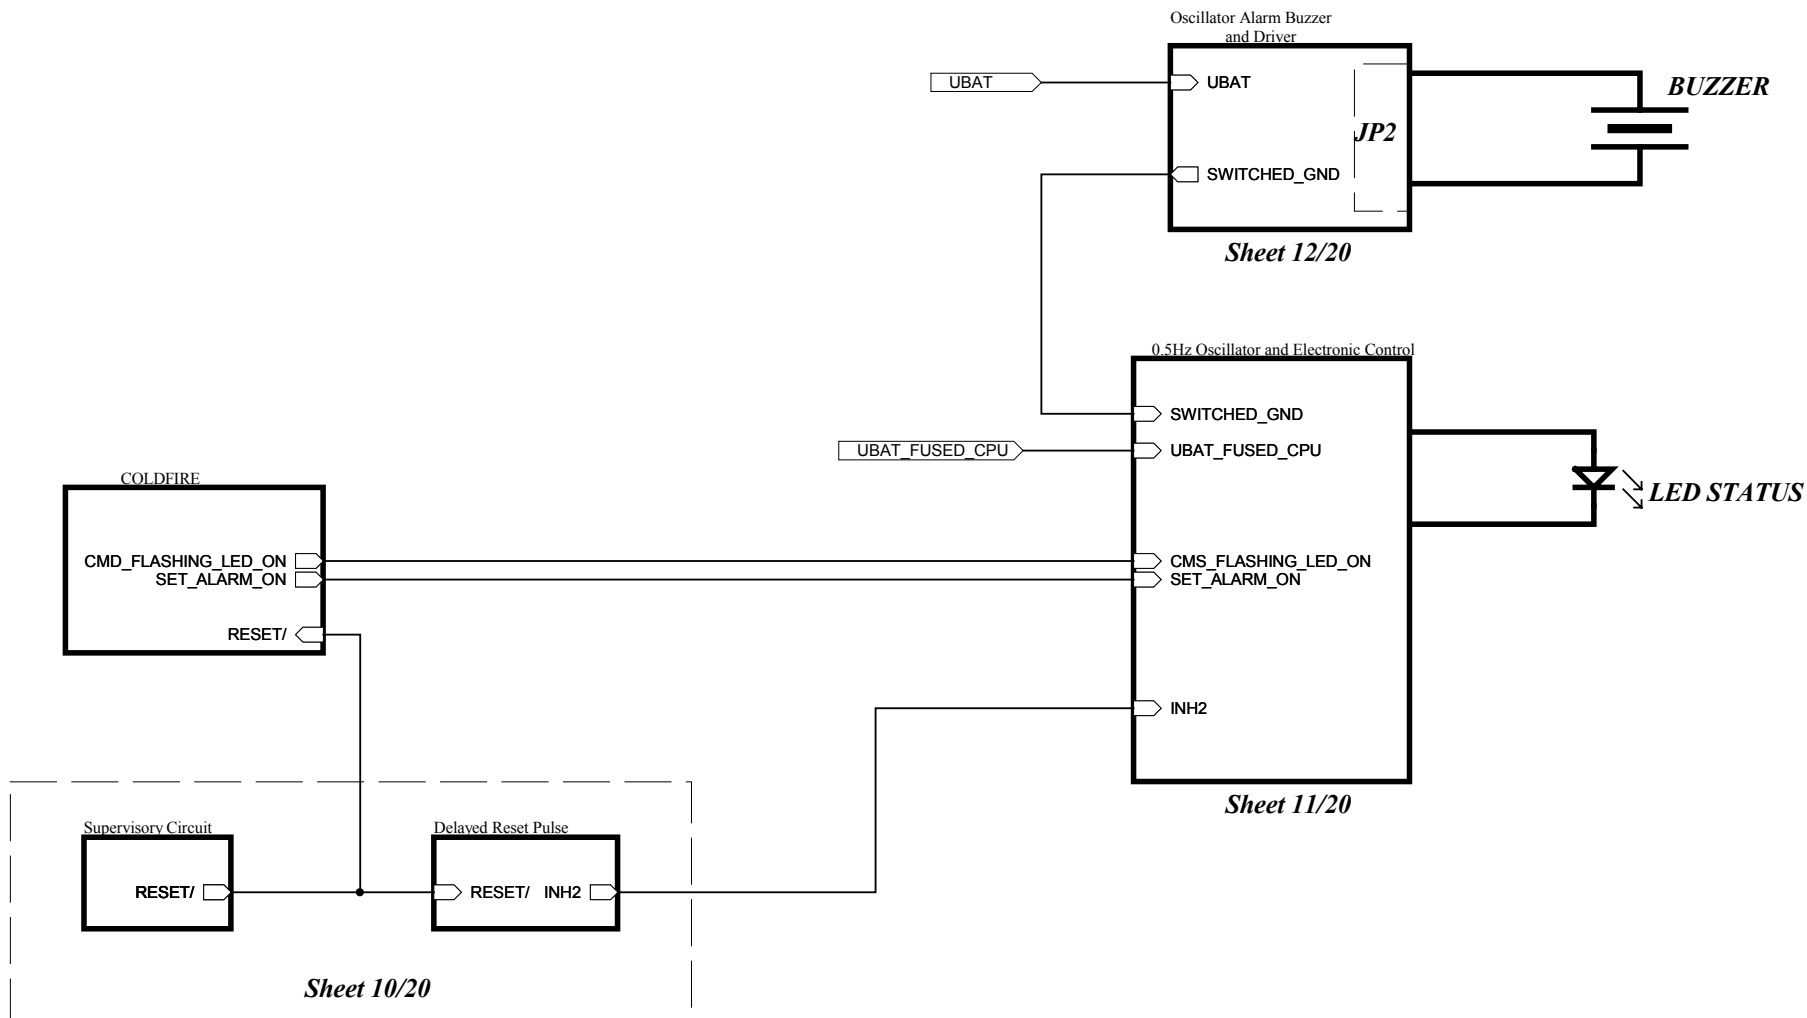 Oscillator Alarm Buzzer
and Driver
UBAT
UBAT
BUZZER
JP2
SWITCHED_GND
Sheet 12/20
0.5Hz Oscillator and Electronic Control
SWITCHED_GND
UBAT_FUSED_CPU
UBAT_FUSED_CPU
COLDFIRE
LED STATUS
CMD_FLASHING_LED_ON
CMS_FLASHING_LED_ON
SET_ALARM_ON
SET_ALARM_ON
RESET/
INH2
Sheet 11/20
Supervisory Circuit
Delayed Reset Pulse
RESET/
RESET/
INH2
Sheet 10/20